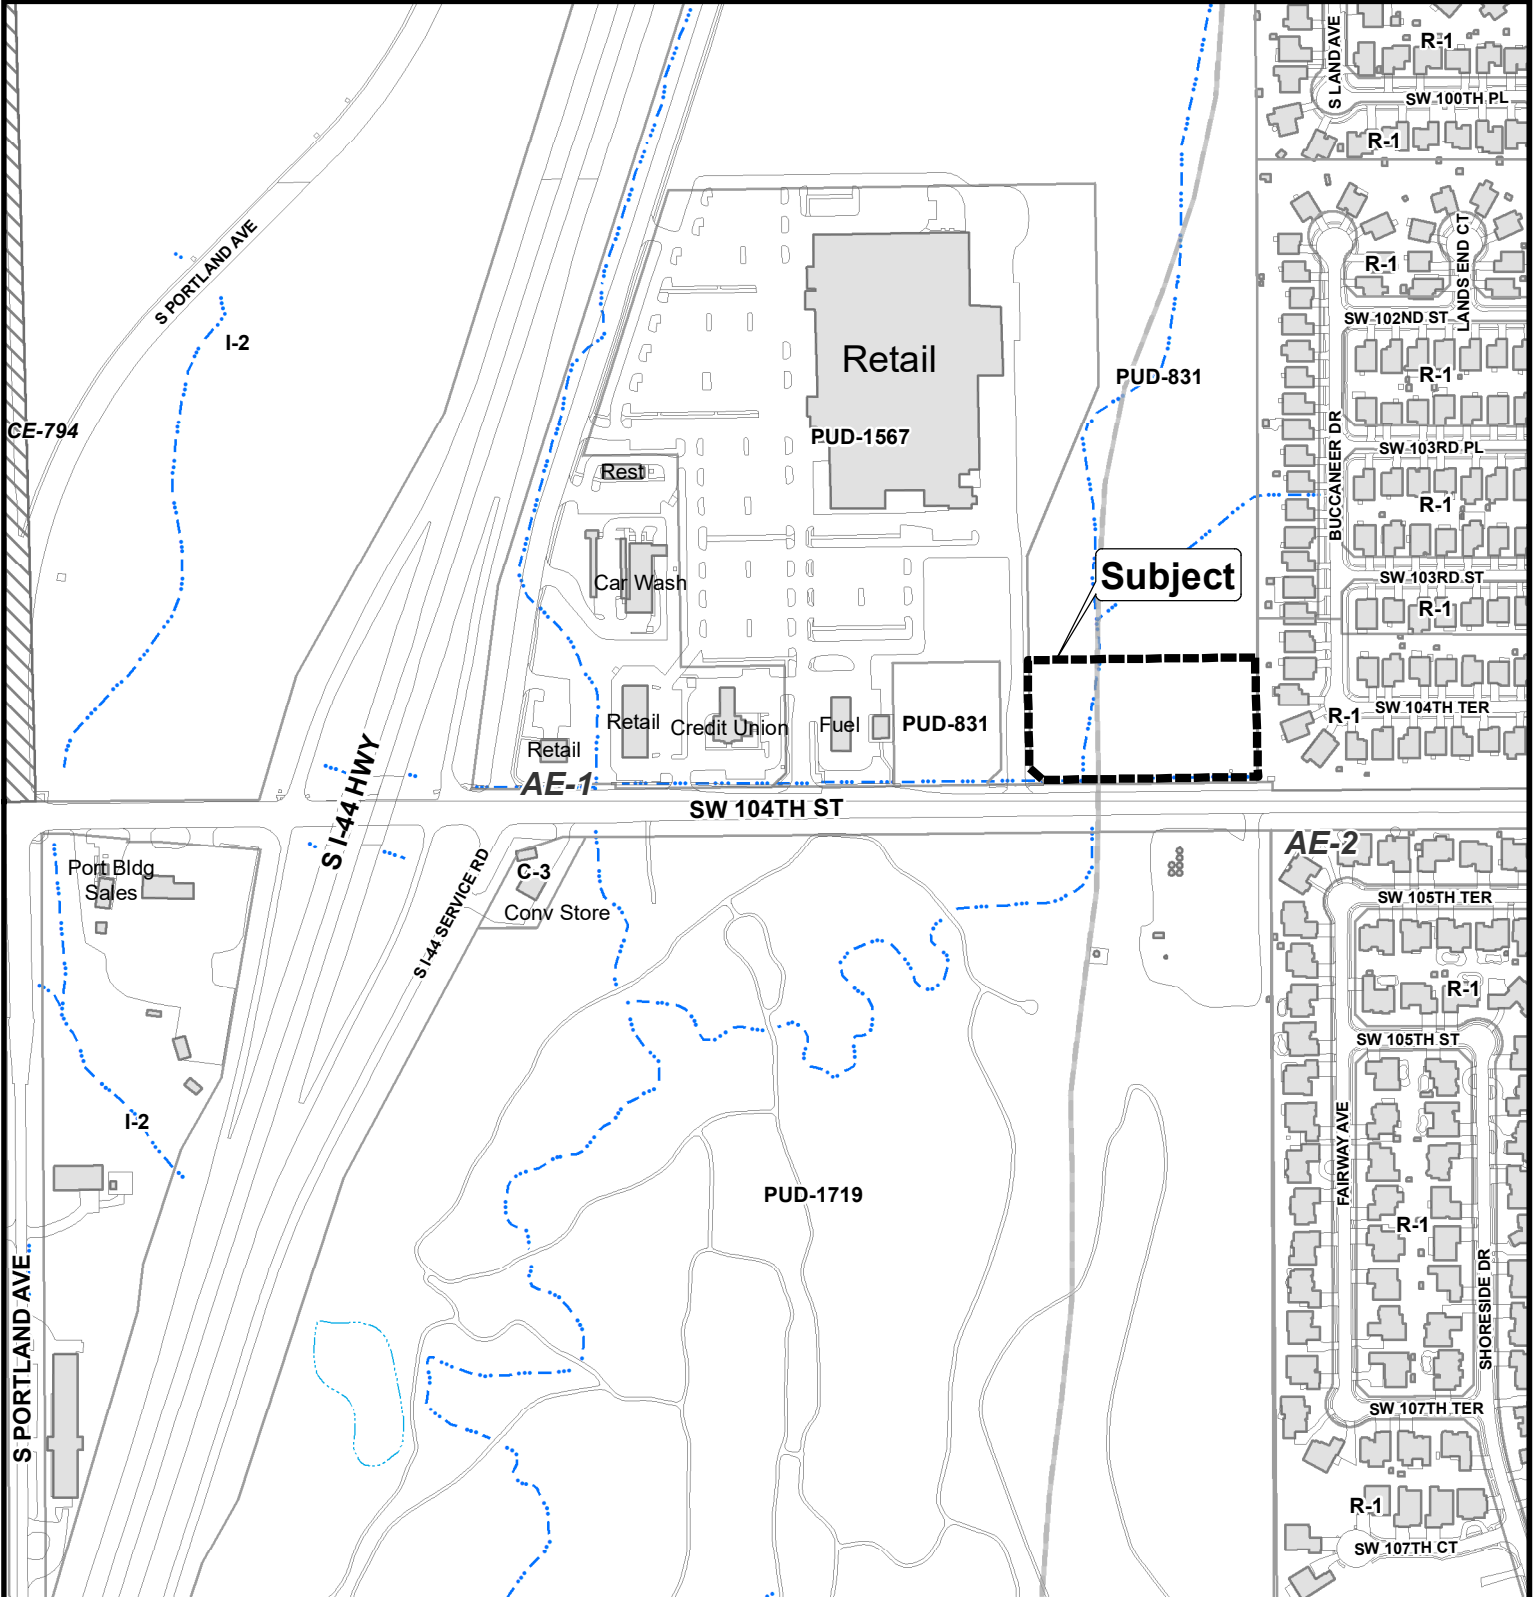 S LAND AVE
R-1
SW 100TH PL
R-1
S PORTLAND AVE
LANDS END CT
R-1
SW 102ND ST
I-2
Retail
PUD-831
R-1
CE-794
PUD-1567
BUCCANEER DR
SW 103RD PL
Rest
R-1
Car Wash
Subject
SW 103RD ST
R-1
Retail
Credit Union
Fuel
PUD-831
R-1
SW 104TH TER
Retail
AE-1
S I-44 HWY
SW 104TH ST
AE-2
Port Bldg
Sales
C-3
Conv Store
S I-44 SERVICE RD
SW 105TH TER
R-1
SW 105TH ST
I-2
FAIRWAY AVE
PUD-1719
R-1
S PORTLAND AVE
SHORESIDE DR
SW 107TH TER
R-1
SW 107TH CT